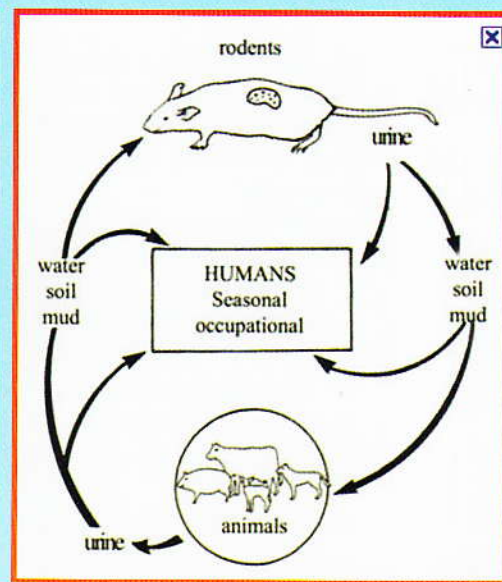 rodents
urine
water
soil
mud
HUMANS
Seasonal
occupational
water
soil
mud
animals
urine